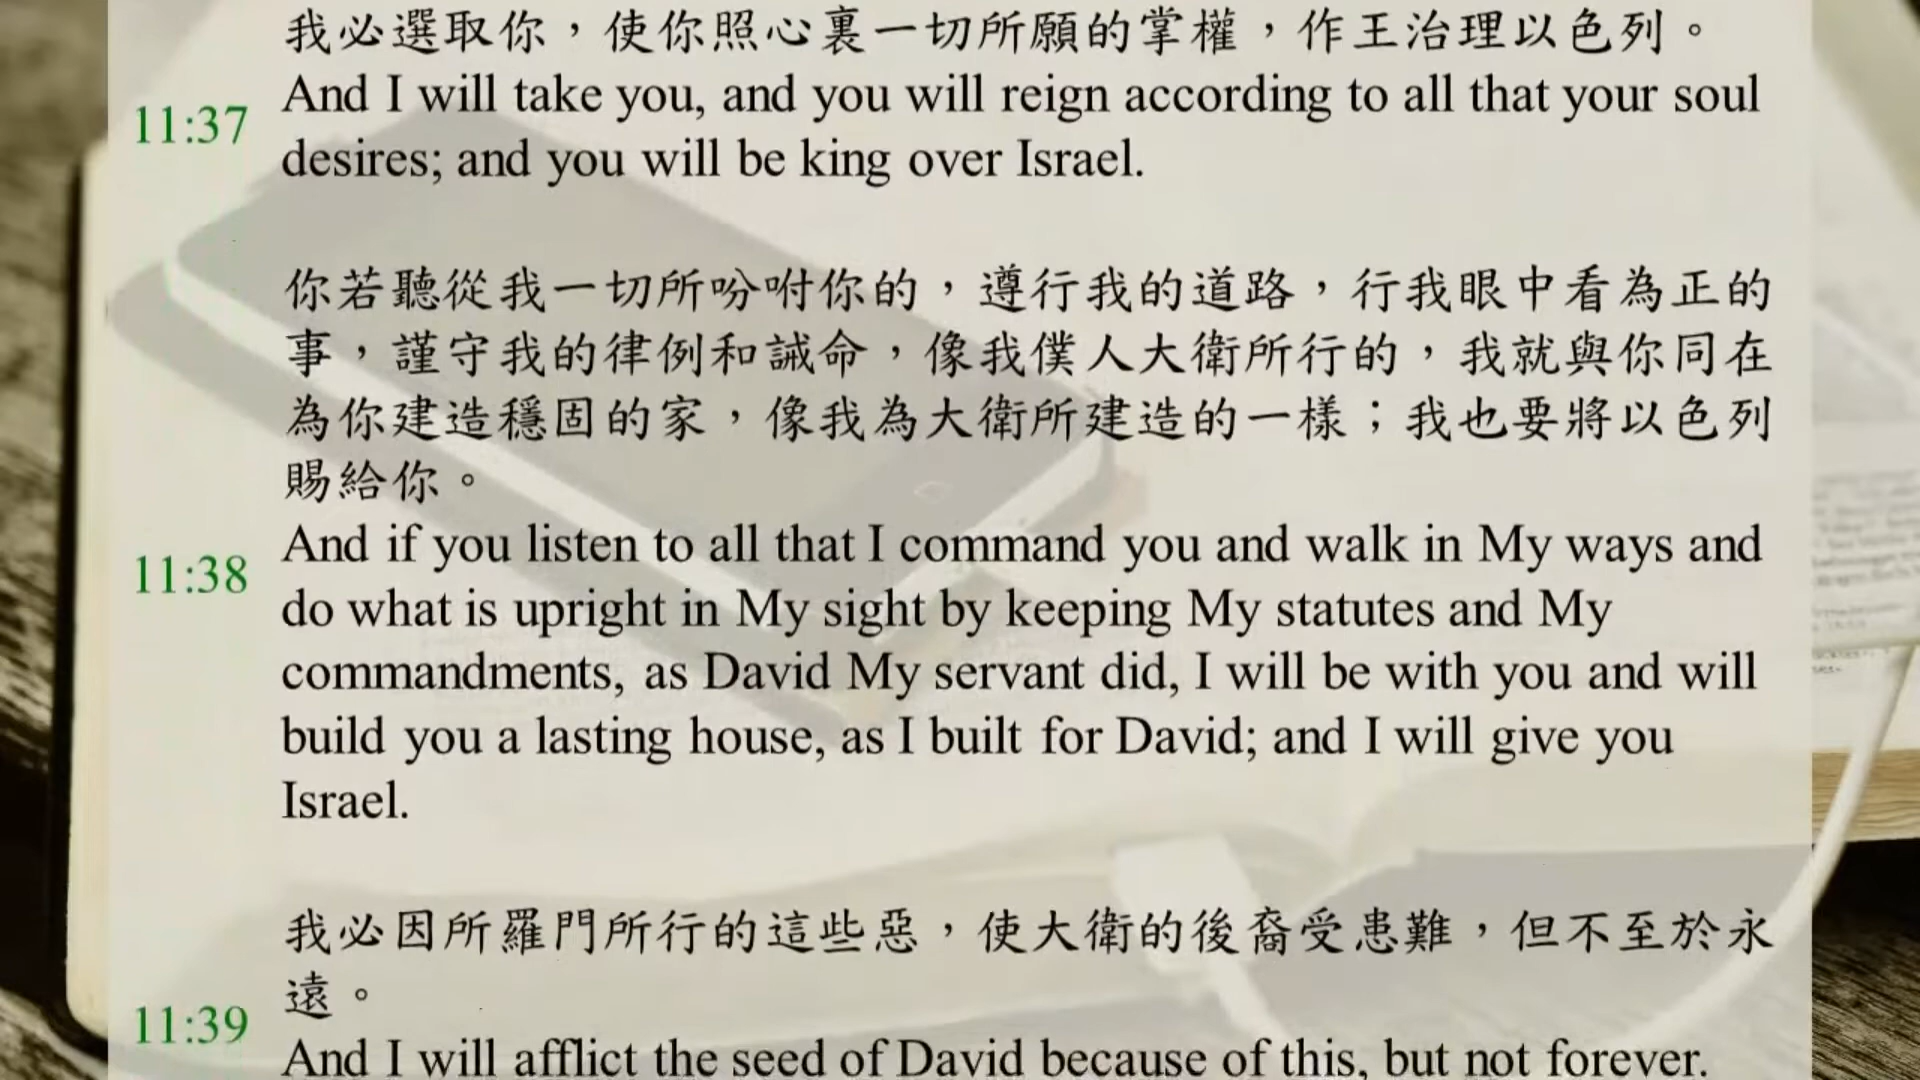 我必選取你，使你照心裏一切所願的掌權，作王治理以色列。
11:37
And I will take you, and you will reign according to all that your soul
desires; and you will be king over Israel.
你若聽從我一切所吩咐你的，遵行我的道路，行我眼中看為正的
事，謹守我的律例和誡命，像我僕人大衛所行的，我就與你同在
為你建造穩固的家，像我為大衛所建造的一樣；我也要將以色列
賜給你。
11:38
And if you listen to all that I command you and walk in My ways and
do what is upright in My sight by keeping My statutes and My
commandments, as David My servant did, I will be with you and will
build you a lasting house, as I built for David; and I will give you
Israel.
我必因所羅門所行的這些惡，使大衛的後裔受患難，但不至於永
遠。
11:39
And I will afflict the seed of David because of this, but not forever.